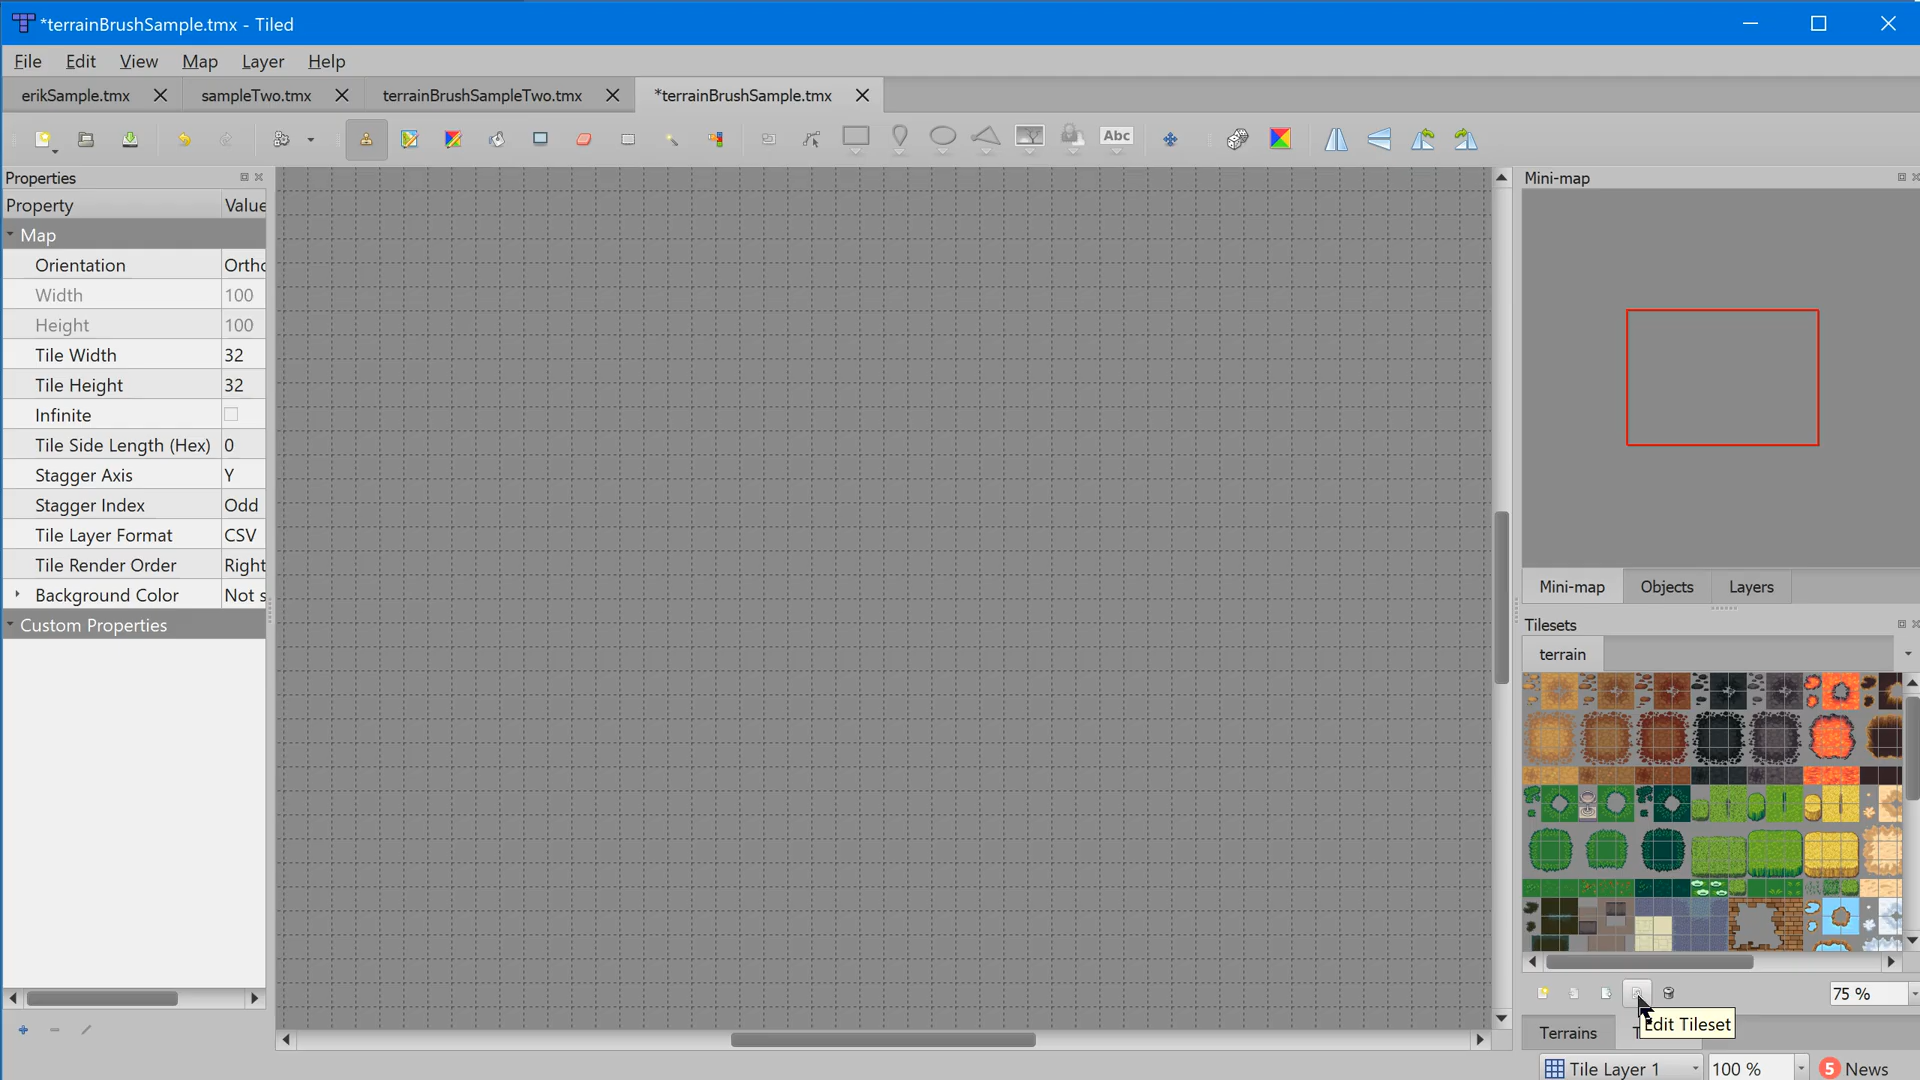 *terrainBrushSample.tmx - Tiled
File Edit View Map Layer Help
erikSample.tmx sampleTwo.tmx terrainBrushSampleTwo.tmx *terrainBrushSample.tmx
Abc
Properties
Property Value
Map
Orientation Ortho
Width 100
Height 100
Tile Width 32
Tile Height 32
Infinite
Tile Side Length (Hex) 0
Stagger Axis Y
Stagger Index Odd
Tile Layer Format CSV
Tile Render Order Right
Background Color Not s
Custom Properties
Mini-map
Mini-map Objects Layers
Tilesets
terrain
75 %
Edit Tileset
Terrains
Tile Layer 1 100 % 5 News